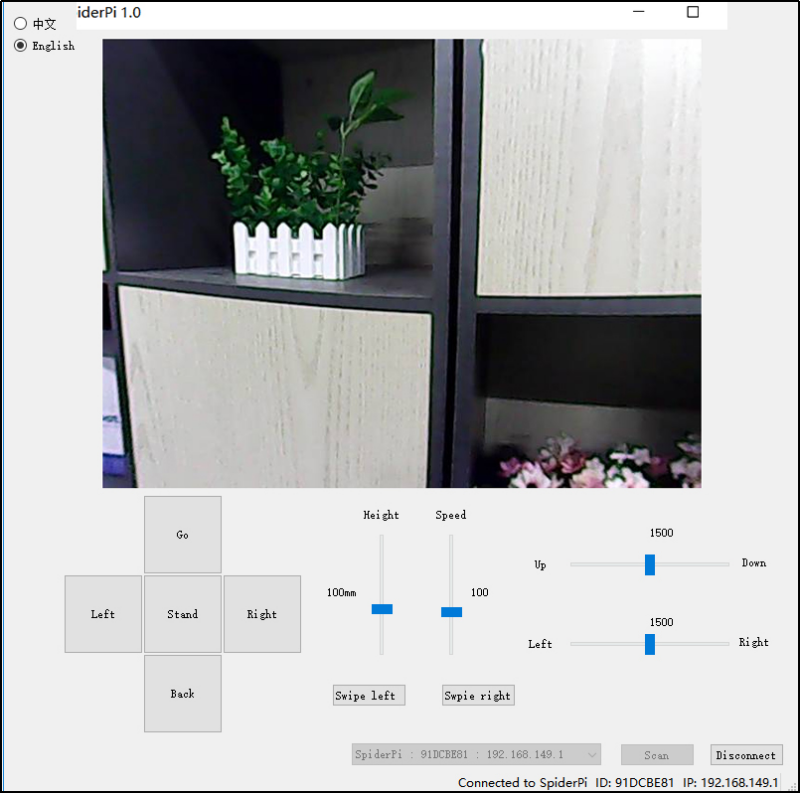 iderPi 1.0
中文
English
Height
Speed
1500
Go
Up
Down
100mm
100
Left
Stand
Right
1500
Left
Right
Back
Swipe left
Swpie right
SpiderPi : 91DCBE81 : 192.168.149.1
Scan
Disconnect
Connected to SpiderPi ID: 91DCBE81 IP: 192.168.149.1